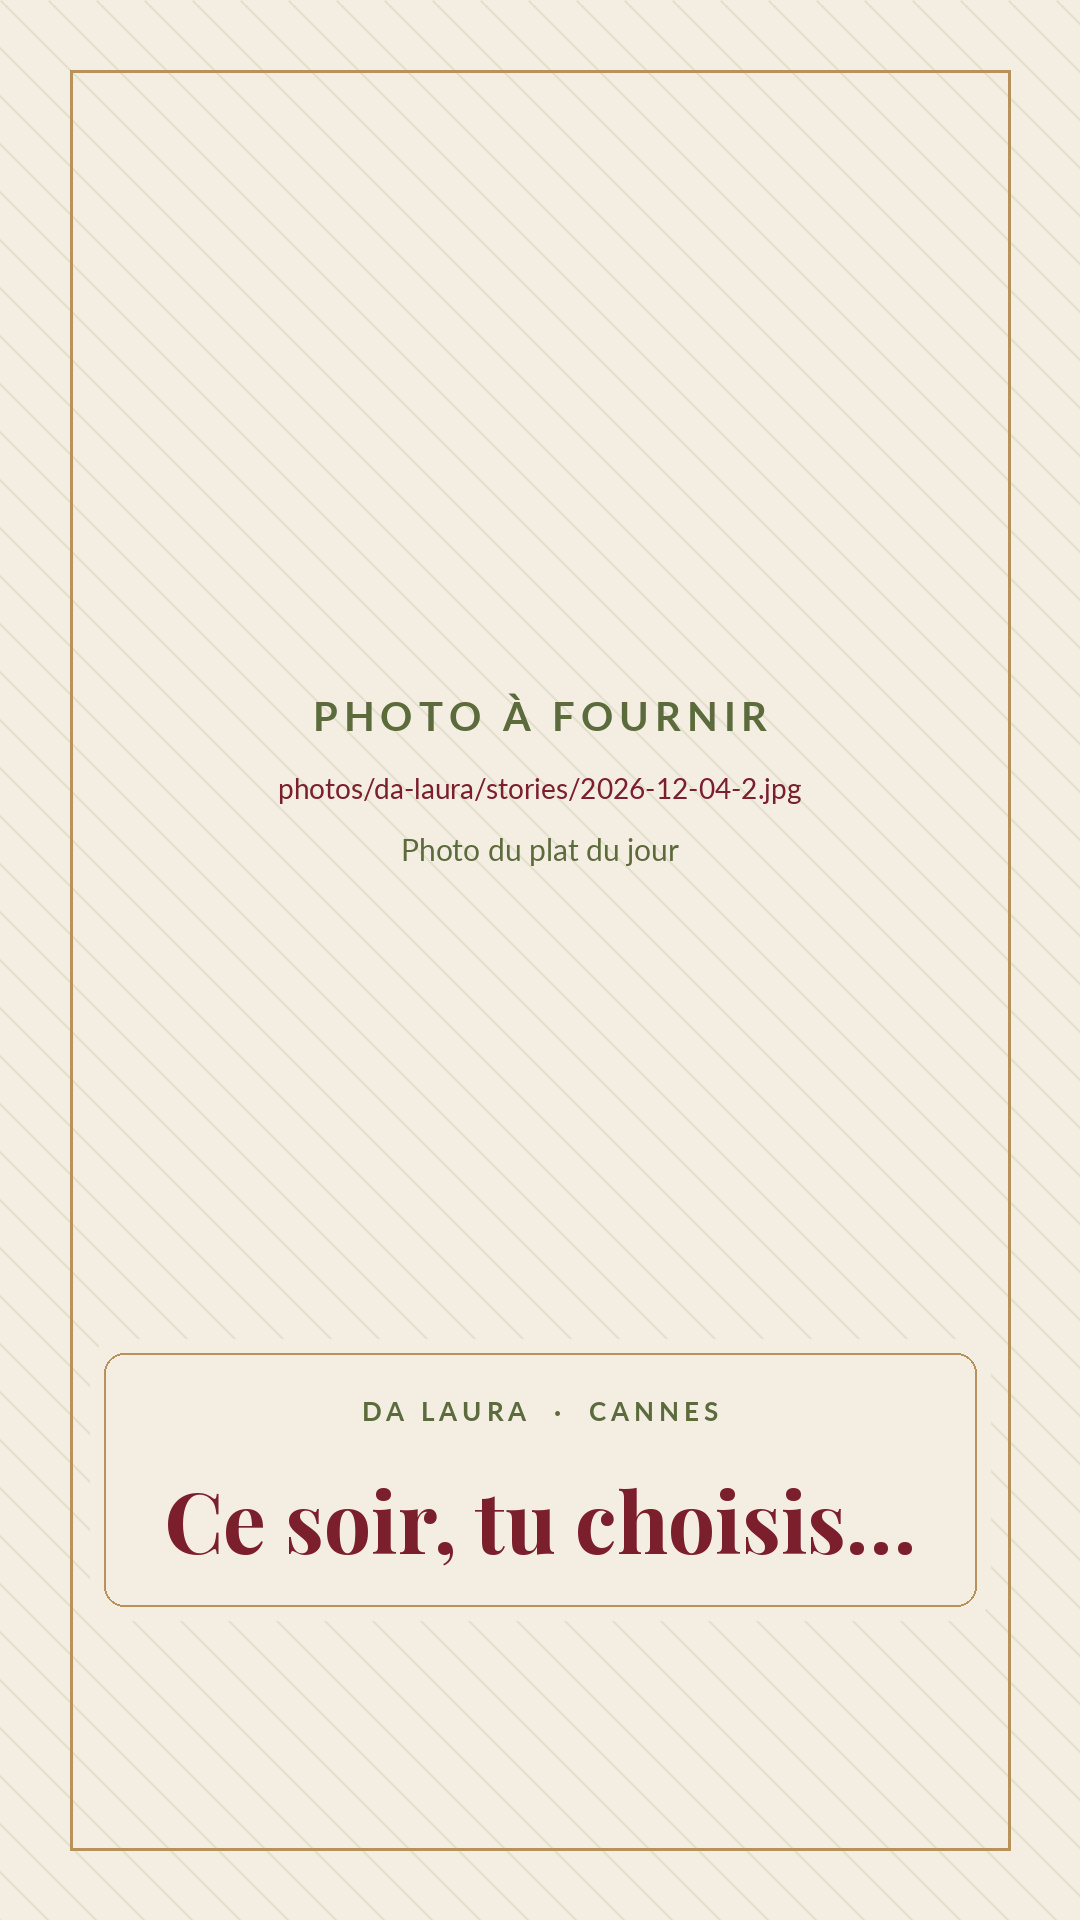 PHOTO À FOURNIR
photos/da-laura/stories/2026-12-04-2.jpg
Photo du plat du jour
DA LAURA · CANNES
Ce soir, tu choisis...